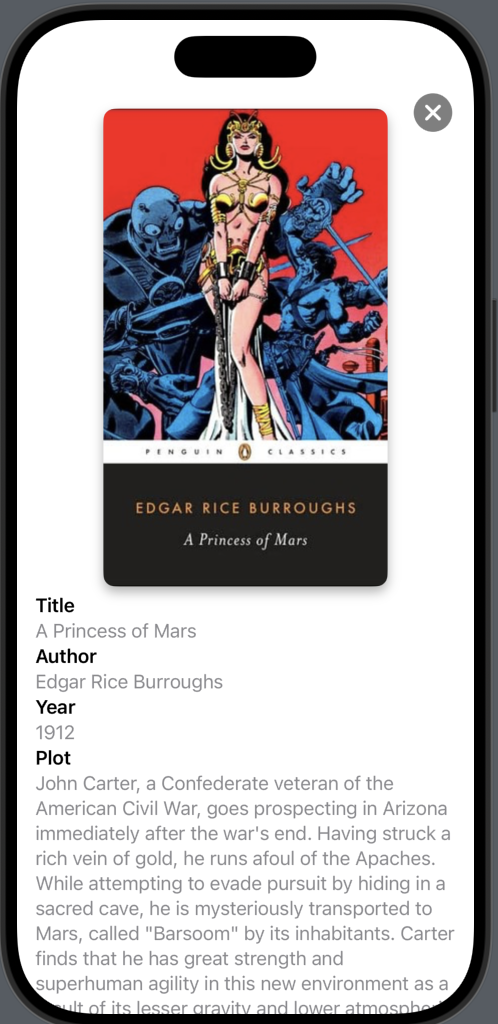 PENGUIN CLASSICS
EDGAR RICE BURROUGHS
A Princess of Mars
Title
A Princess of Mars
Author
Edgar Rice Burroughs
Year
1912
Plot
John Carter, a Confederate veteran of the
American Civil War, goes prospecting in Arizona
immediately after the war's end. Having struck a
rich vein of gold, he runs afoul of the Apaches.
While attempting to evade pursuit by hiding in a
sacred cave, he is mysteriously transported to
Mars, called "Barsoom" by its inhabitants. Carter
finds that he has great strength and
superhuman agility in this new environment as a
of its lesser gravity and lower